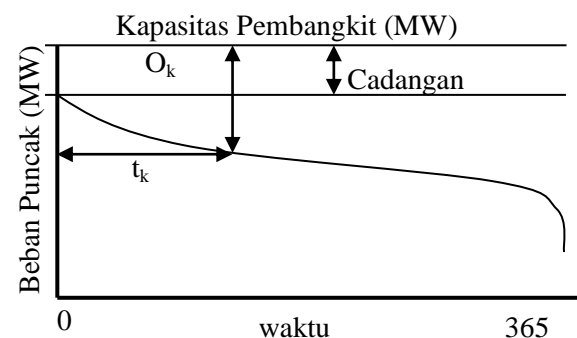 Kapasitas Pembangkit (MW)
Oₖ
Cadangan
Beban Puncak (MW)
tₖ
0
waktu
365